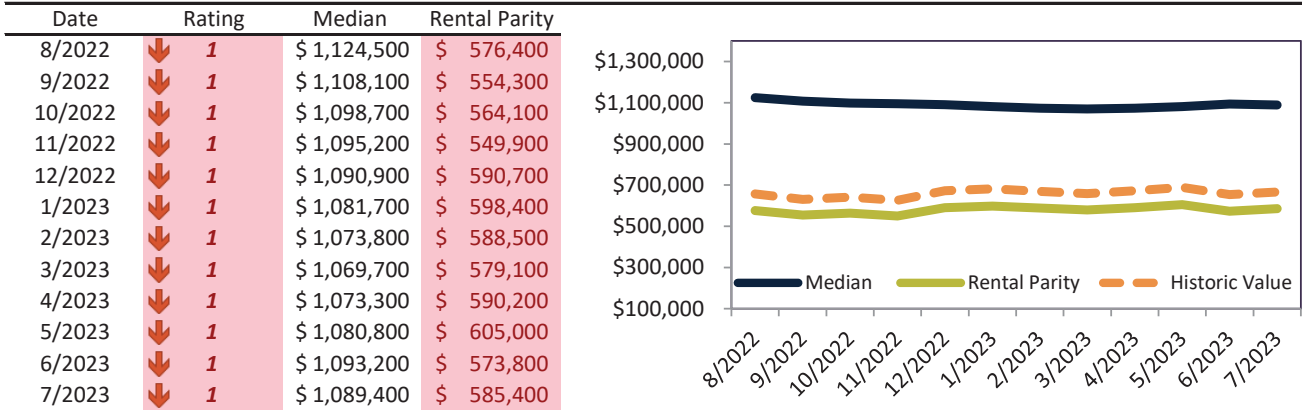 Date Rating Median Rental Parity
8/2022 1 $ 1,124,500 $ 576,400
9/2022 1 $ 1,108,100 $ 554,300
10/2022 1 $ 1,098,700 $ 564,100
11/2022 1 $ 1,095,200 $ 549,900
12/2022 1 $ 1,090,900 $ 590,700
1/2023 1 $ 1,081,700 $ 598,400
2/2023 1 $ 1,073,800 $ 588,500
3/2023 1 $ 1,069,700 $ 579,100
4/2023 1 $ 1,073,300 $ 590,200
5/2023 1 $ 1,080,800 $ 605,000
6/2023 1 $ 1,093,200 $ 573,800
7/2023 1 $ 1,089,400 $ 585,400
$1,300,000
$1,100,000
$900,000
$700,000
$500,000
$300,000
$100,000
Median Rental Parity Historic Value
8/2022 9/2022 10/2022 11/2022 12/2022 1/2023 2/2023 3/2023 4/2023 5/2023 6/2023 7/2023